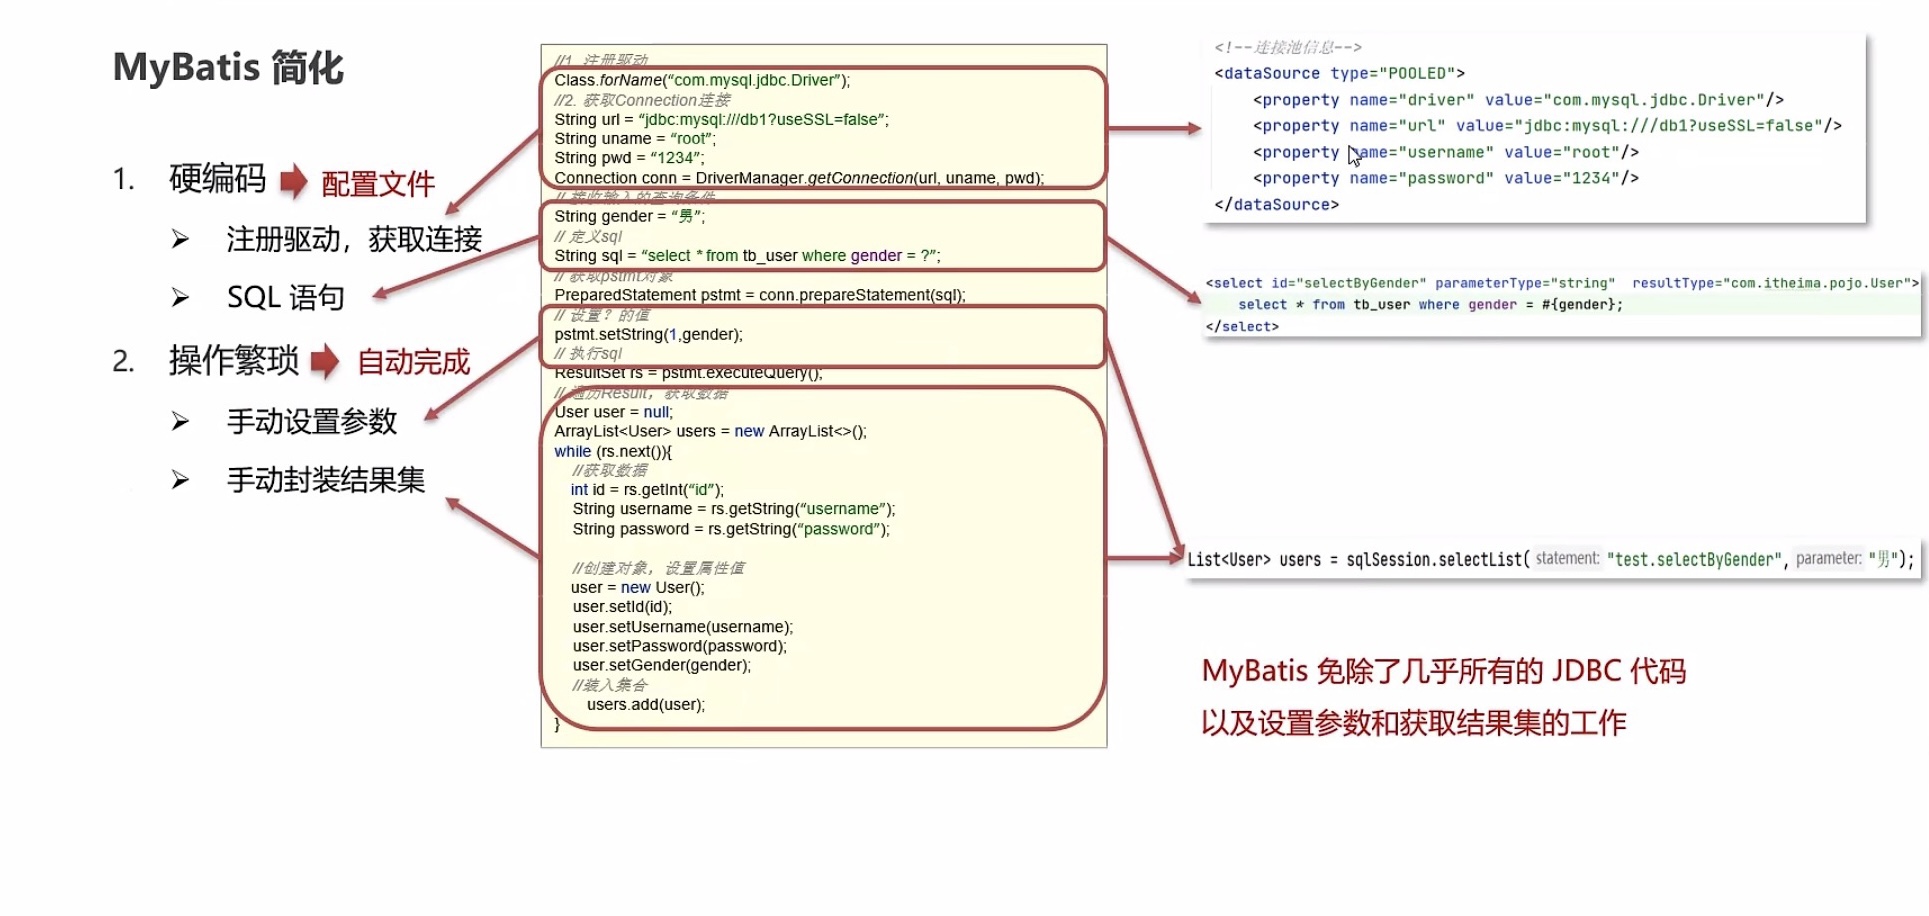 MyBatis 简化
1. 硬编码 配置文件
注册驱动，获取连接
SQL 语句
2. 操作繁琐 自动完成
手动设置参数
手动封装结果集
//1. 注册驱动
Class.forName(“com.mysql.jdbc.Driver”);
//2. 获取Connection连接
String url = “jdbc:mysql:///db1?useSSL=false”;
String uname = “root”;
String pwd = “1234”;
Connection conn = DriverManager.getConnection(url, uname, pwd);
// 接收输入的查询条件
String gender = “男”;
// 定义sql
String sql = “select * from tb_user where gender = ?”;
// 获取pstmt对象
PreparedStatement pstmt = conn.prepareStatement(sql);
// 设置？的值
pstmt.setString(1,gender);
// 执行sql
ResultSet rs = pstmt.executeQuery();
// 遍历Result，获取数据
User user = null;
ArrayList<User> users = new ArrayList<>();
while (rs.next()){
//获取数据
int id = rs.getInt(“id”);
String username = rs.getString(“username”);
String password = rs.getString(“password”);
//创建对象，设置属性值
user = new User();
user.setId(id);
user.setUsername(username);
user.setPassword(password);
user.setGender(gender);
//装入集合
users.add(user);
}
<!--连接池信息-->
<dataSource type="POOLED">
<property name="driver" value="com.mysql.jdbc.Driver"/>
<property name="url" value="jdbc:mysql:///db1?useSSL=false"/>
<property name="username" value="root"/>
<property name="password" value="1234"/>
</dataSource>
<select id="selectByGender" parameterType="string" resultType="com.itheima.pojo.User">
select * from tb_user where gender = #{gender};
</select>
List<User> users = sqlSession.selectList( statement: "test.selectByGender", parameter: "男");
MyBatis 免除了几乎所有的 JDBC 代码
以及设置参数和获取结果集的工作